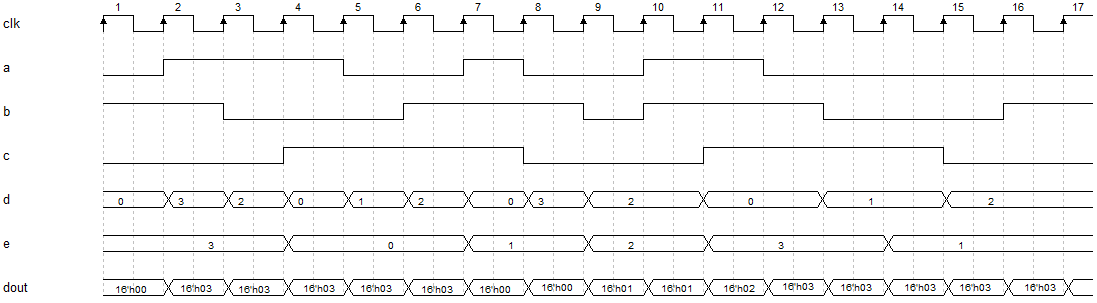 1 2 3 4 5 6 7 8 9 10 11 12 13 14 15 16 17
clk
a
b
c
d 0 3 2 0 1 2 0 3 2 0 1 2
e 3 0 1 2 3 1
dout 16'h00 16'h03 16'h03 16'h03 16'h03 16'h03 16'h00 16'h00 16'h01 16'h01 16'h02 16'h03 16'h03 16'h03 16'h03 16'h03